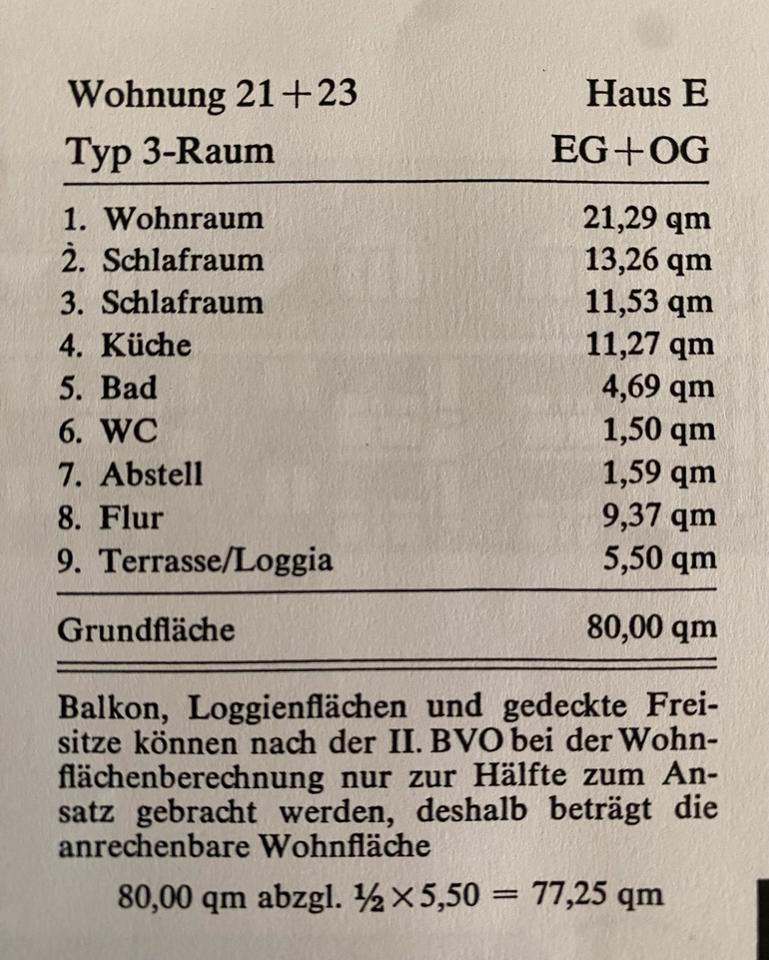 Wohnung 21+23 Haus E
Typ 3-Raum EG+OG
1. Wohnraum 21,29 qm
2. Schlafraum 13,26 qm
3. Schlafraum 11,53 qm
4. Küche 11,27 qm
5. Bad 4,69 qm
6. WC 1,50 qm
7. Abstell 1,59 qm
8. Flur 9,37 qm
9. Terrasse/Loggia 5,50 qm
Grundfläche 80,00 qm
Balkon, Loggienflächen und gedeckte Frei-
sitze können nach der II. BVO bei der Wohn-
flächenberechnung nur zur Hälfte zum An-
satz gebracht werden, deshalb beträgt die
anrechenbare Wohnfläche
80,00 qm abzgl. ½ × 5,50 = 77,25 qm